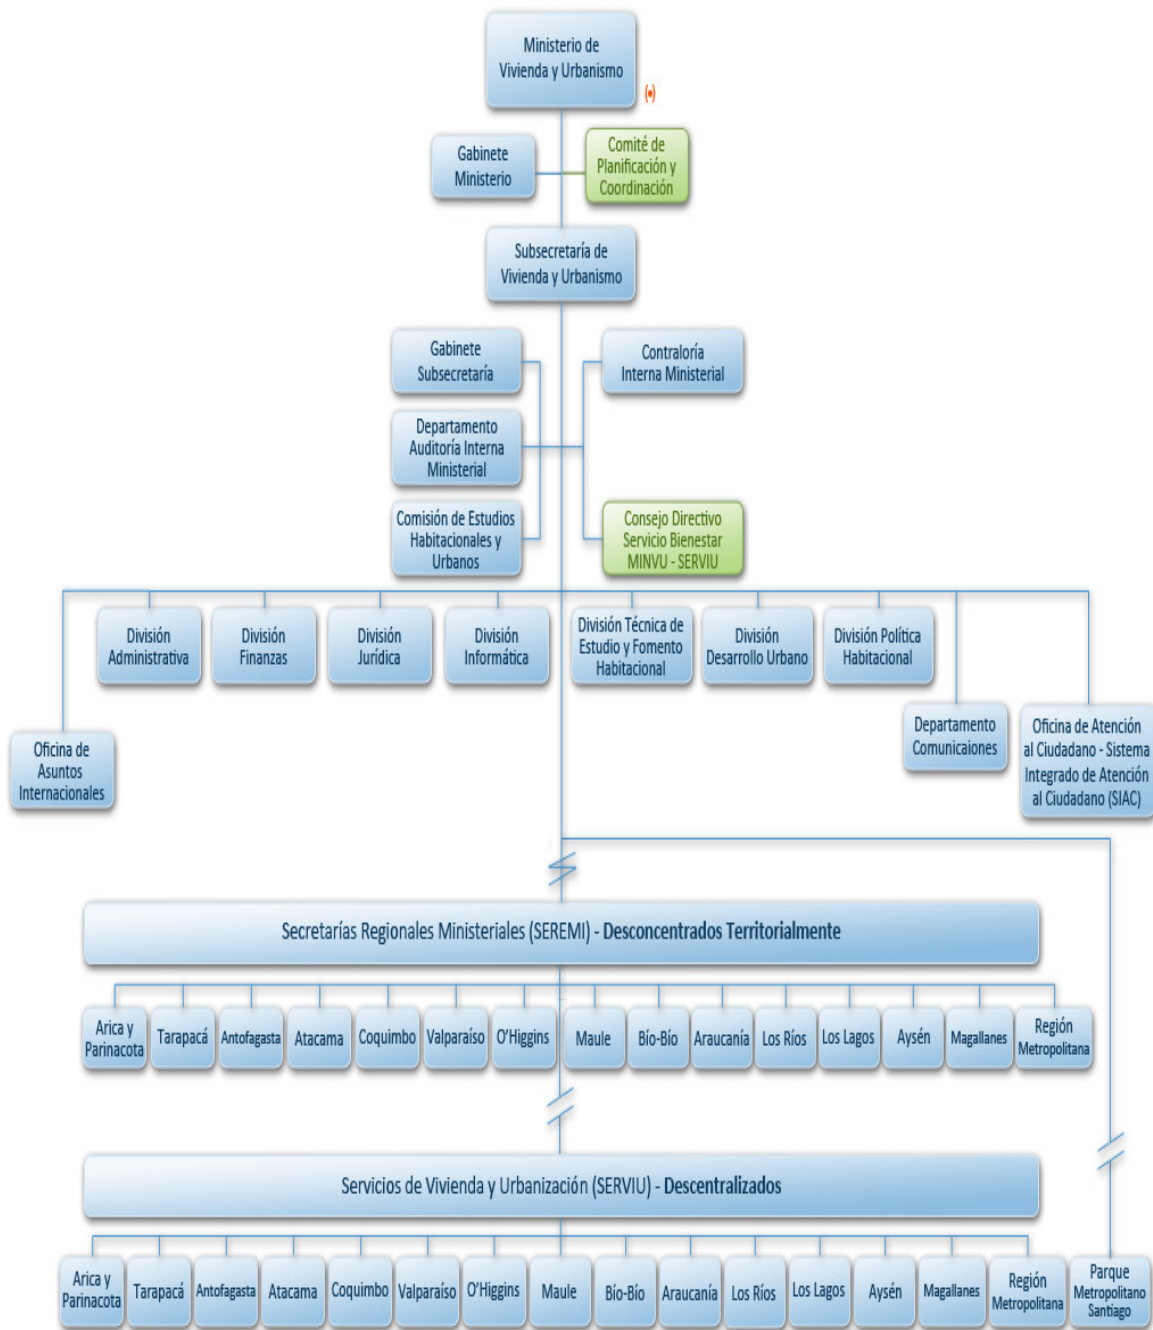 Ministerio de
Vivienda y Urbanismo
(•)
Gabinete
Ministerio
Comité de
Planificación y
Coordinación
Subsecretaría de
Vivienda y Urbanismo
Gabinete
Subsecretaría
Contraloría
Interna Ministerial
Departamento
Auditoría Interna
Ministerial
Comisión de Estudios
Habitacionales y
Urbanos
Consejo Directivo
Servicio Bienestar
MINVU - SERVIU
División
Administrativa
División
Finanzas
División
Jurídica
División
Informática
División Técnica de
Estudio y Fomento
Habitacional
División
Desarrollo Urbano
División Política
Habitacional
Oficina de
Asuntos
Internacionales
Departamento
Comunicaiones
Oficina de Atención
al Ciudadano - Sistema
Integrado de Atención
al Ciudadano (SIAC)
Secretarías Regionales Ministeriales (SEREMI) - Desconcentrados Territorialmente
Arica y
Parinacota
Tarapacá
Antofagasta
Atacama
Coquimbo
Valparaíso
O'Higgins
Maule
Bío-Bío
Araucanía
Los Ríos
Los Lagos
Aysén
Magallanes
Región
Metropolitana
Servicios de Vivienda y Urbanización (SERVIU) - Descentralizados
Arica y
Parinacota
Tarapacá
Antofagasta
Atacama
Coquimbo
Valparaíso
O'Higgins
Maule
Bío-Bío
Araucanía
Los Ríos
Los Lagos
Aysén
Magallanes
Región
Metropolitana
Parque
Metropolitano
Santiago